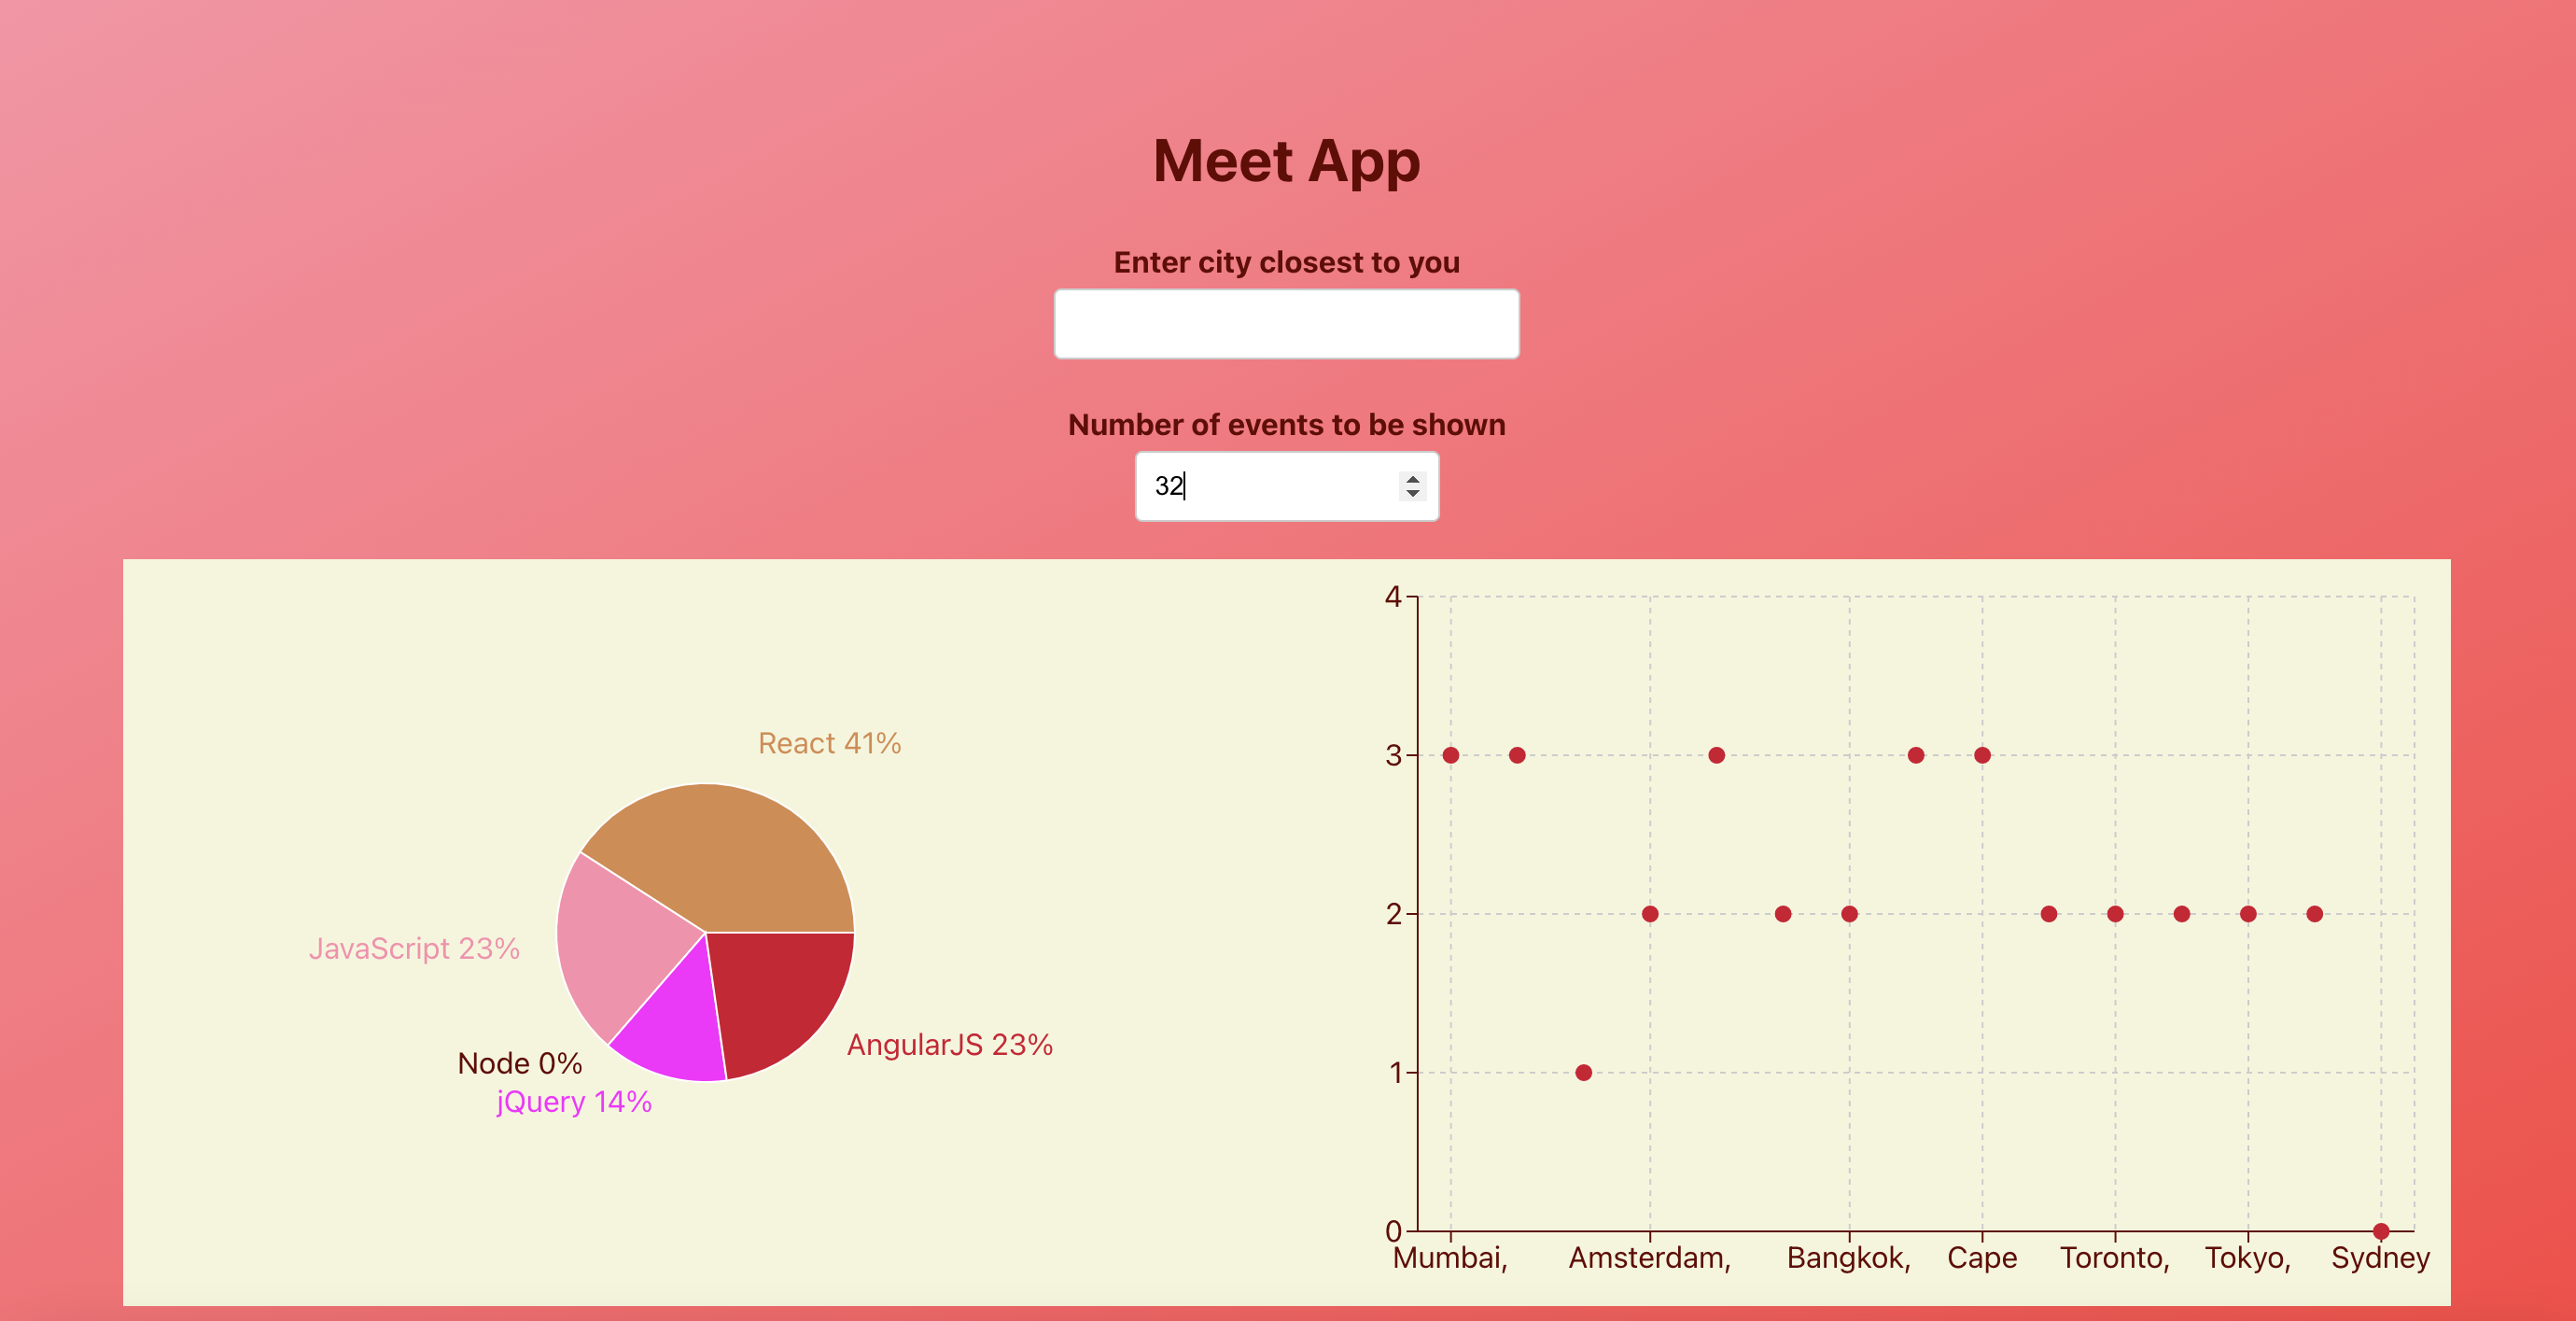 Meet App
Enter city closest to you
Number of events to be shown
32
React 41%
JavaScript 23%
AngularJS 23%
Node 0%
jQuery 14%
4
3
2
1
0
Mumbai, Amsterdam, Bangkok, Cape Toronto, Tokyo, Sydney